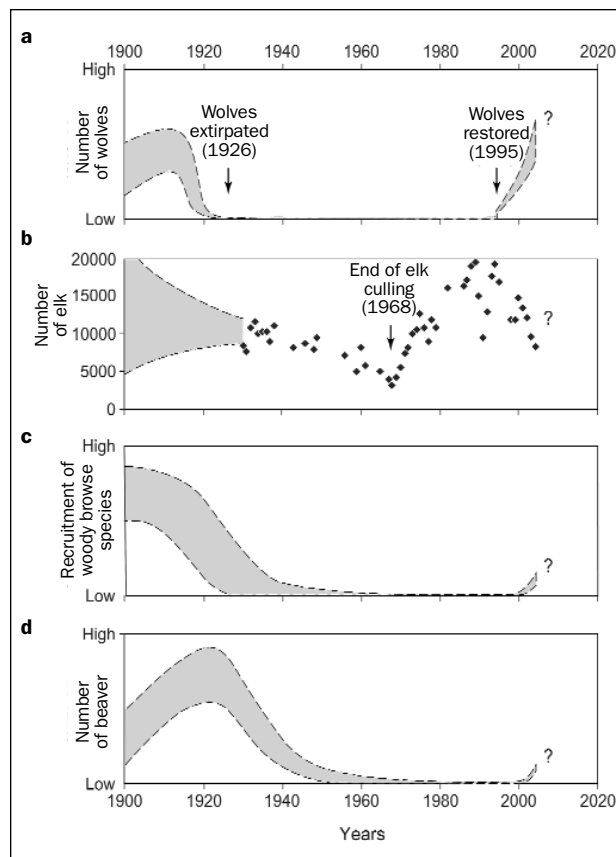 a
1900 1920 1940 1960 1980 2000 2020
High
Number
of wolves
Low
Wolves
extirpated
(1926)
Wolves
restored
(1995)
?
b
20000
15000
10000
5000
0
Number
of elk
End of elk
culling
(1968)
?
c
High
Recruitment of
woody browse
species
Low
?
d
High
Number
of beaver
Low
?
1900 1920 1940 1960 1980 2000 2020
Years